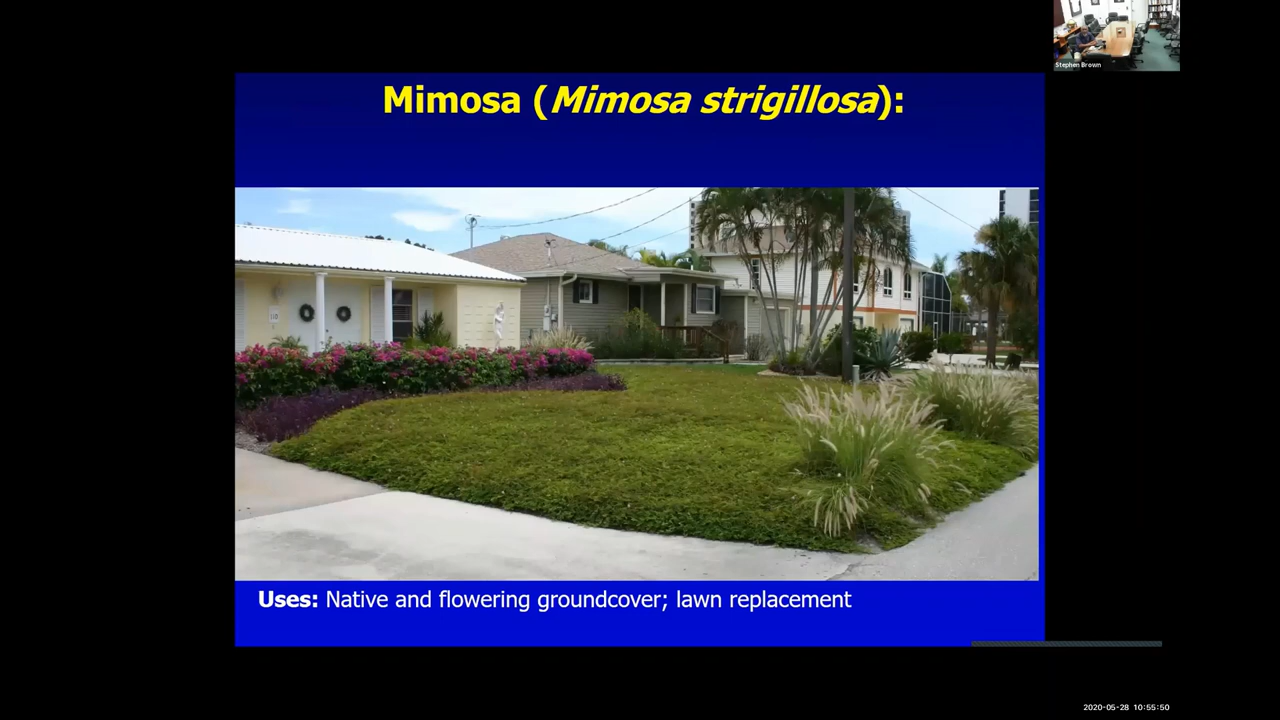 Stephen Brown
Mimosa (Mimosa strigillosa):
Uses: Native and flowering groundcover; lawn replacement
2020-05-28 10:55:50